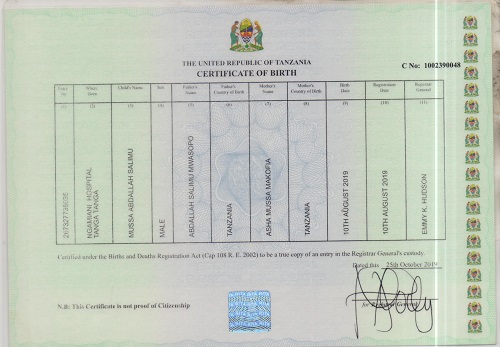 THE UNITED REPUBLIC OF TANZANIA
C No: 1002390048
CERTIFICATE OF BIRTH
Entry No
Where Born
Child's Name
Sex
Father's Name
Father's Country of Birth
Mother's Name
Mother's Country of Birth
Birth Date
Registration Date
Registrar General
(1) (2) (3) (4) (5) (6) (7) (8) (9) (10) (11)
NGAMIANI HOSPITAL
TANGA TANGA
MUSSA ABDALLAH SALIMU
MALE
ABDALLAH SALIMU MWASOPO
TANZANIA
ASHA MUSSA MAKOFIA
TANZANIA
10TH AUGUST 2019
10TH AUGUST 2019
EMMY K. HUDSON
Certified under the Births and Deaths Registration Act (Cap 108 R. E. 2002) to be a true copy of an entry in the Registrar General's custody.
Dated this 25th October 2019
for Registrar General
N.B: This Certificate is not proof of Citizenship